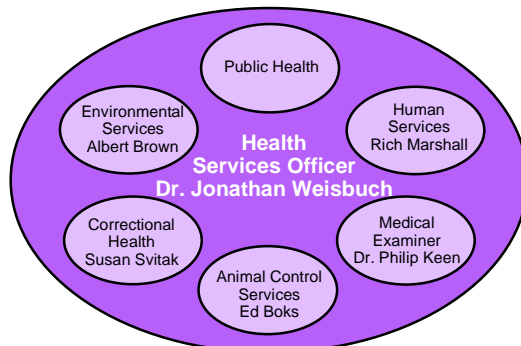 Public Health
Environmental
Services
Albert Brown
Human
Services
Rich Marshall
Health
Services Officer
Dr. Jonathan Weisbuch
Correctional
Health
Susan Svitak
Medical
Examiner
Dr. Philip Keen
Animal Control
Services
Ed Boks